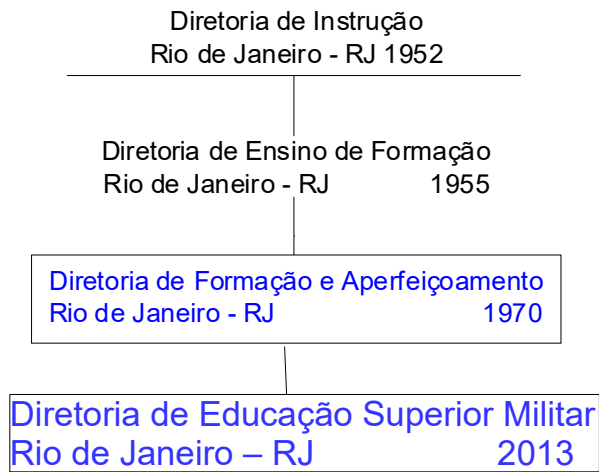 Diretoria de Instrução
Rio de Janeiro - RJ 1952
Diretoria de Ensino de Formação
Rio de Janeiro - RJ 1955
Diretoria de Formação e Aperfeiçoamento
Rio de Janeiro - RJ 1970
Diretoria de Educação Superior Militar
Rio de Janeiro – RJ 2013